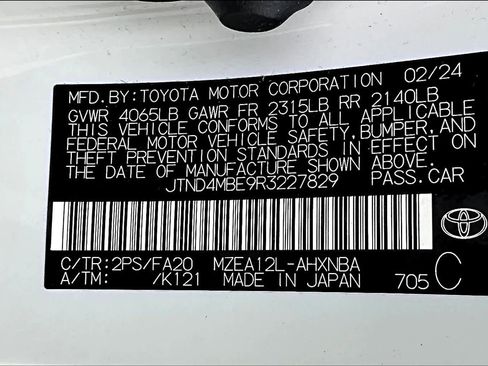 MFD. BY: TOYOTA MOTOR CORPORATION 02/24
GVWR 4065LB GAWR FR 2315LB RR 2140LB
THIS VEHICLE CONFORMS TO ALL APPLICABLE
FEDERAL MOTOR VEHICLE SAFETY, BUMPER, AND
THEFT PREVENTION STANDARDS IN EFFECT ON
THE DATE OF MANUFACTURE SHOWN ABOVE.
JTND4MBE9R3227829 PASS. CAR
C/TR: 2PS/FA20 MZEA12L-AHXNBA
A/TM: /K121 MADE IN JAPAN 705 C